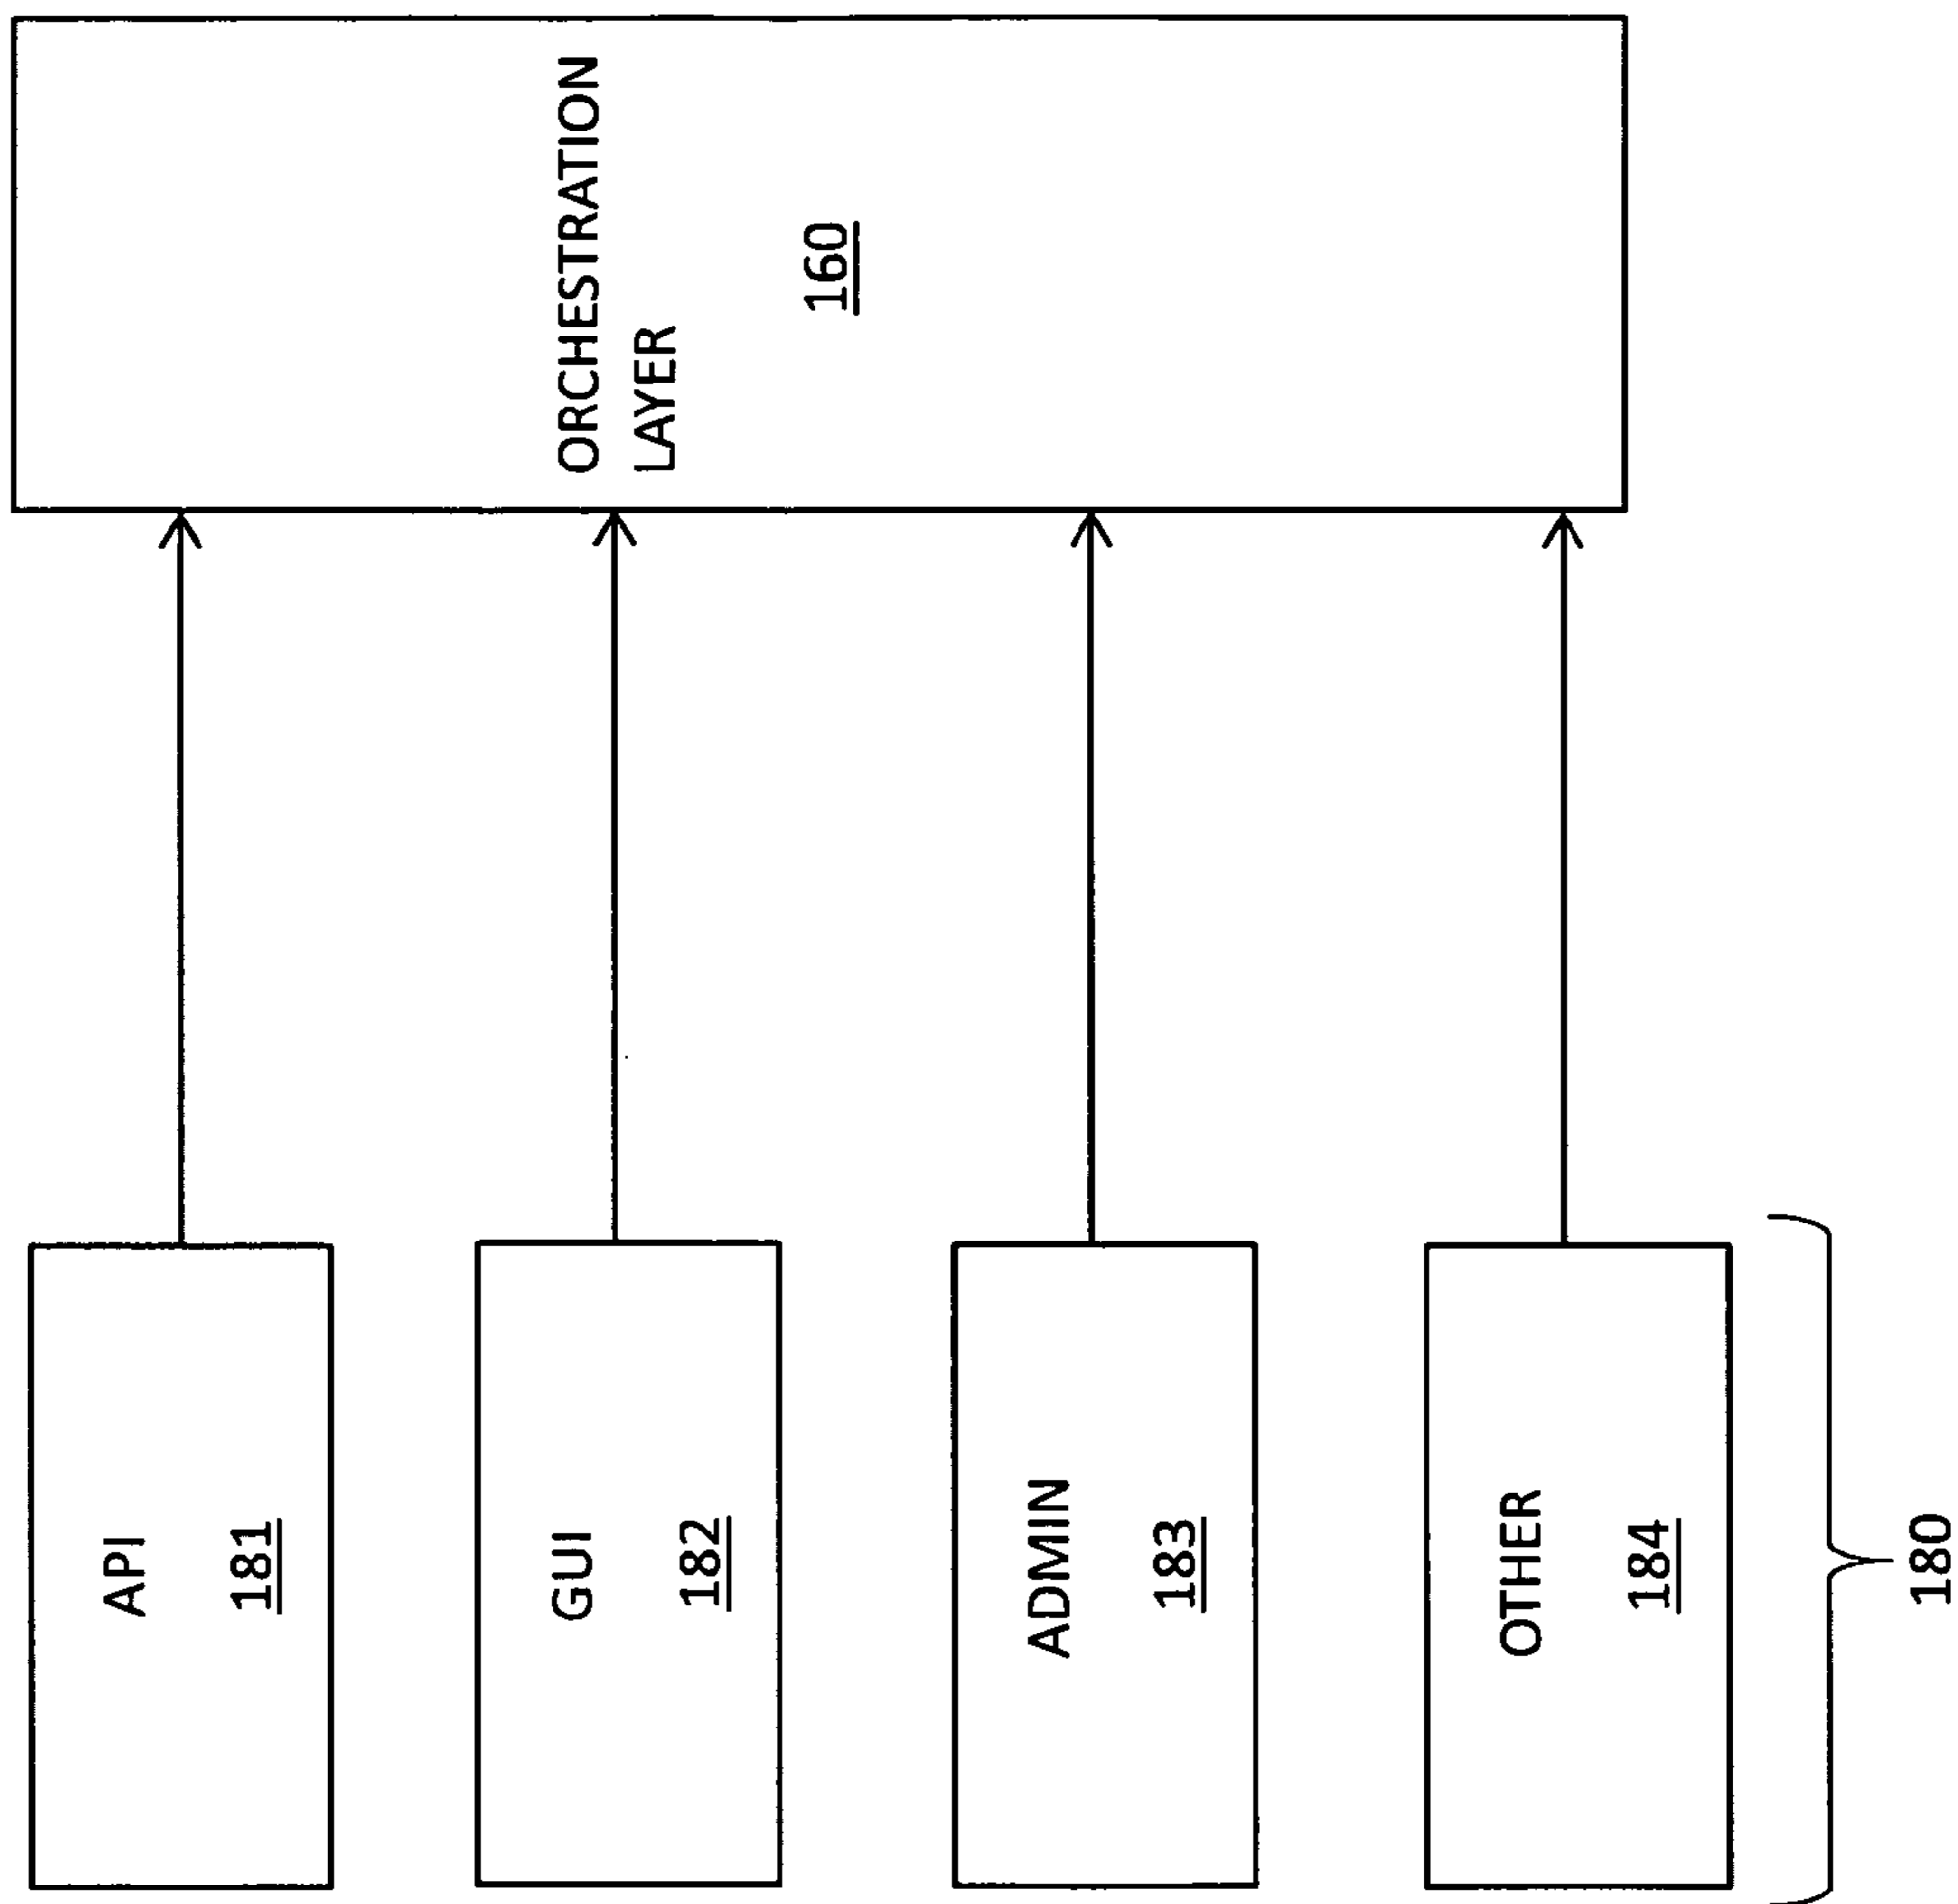 API
181
GUI
182
ADMIN
183
OTHER
184
180
ORCHESTRATION
LAYER
160